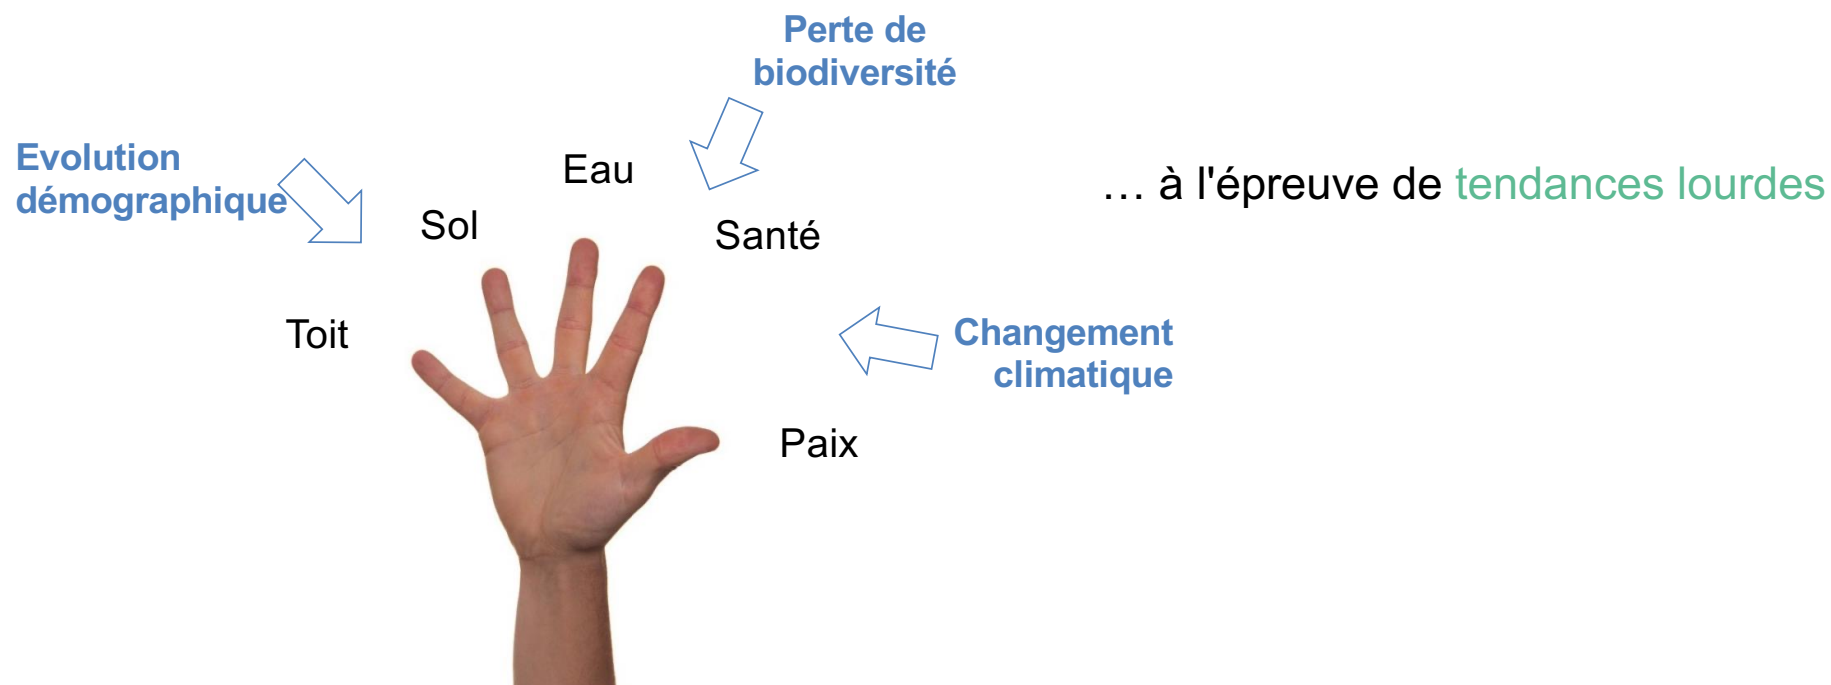 Perte de
biodiversité
Evolution
démographique
Eau
… à l'épreuve de tendances lourdes
Sol
Santé
Toit
Changement
climatique
Paix